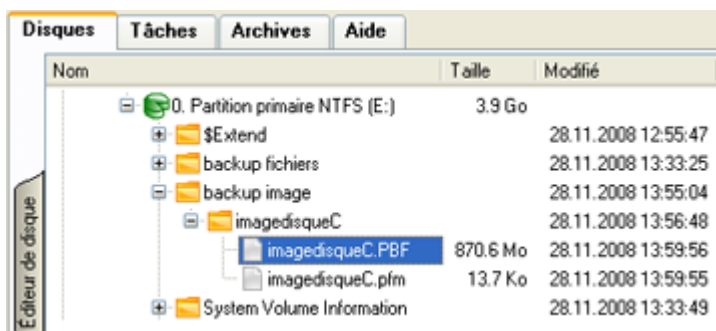 Disques Tâches Archives Aide
Nom Taille Modifié
0. Partition primaire NTFS (E:) 3.9 Go
$Extend 28.11.2008 12:55:47
backup fichiers 28.11.2008 13:33:25
backup image 28.11.2008 13:55:04
imagedisqueC 28.11.2008 13:56:48
imagedisqueC.PBF 870.6 Mo 28.11.2008 13:59:56
imagedisqueC.pfm 13.7 Ko 28.11.2008 13:59:55
System Volume Information 28.11.2008 13:33:49
Éditeur de disque